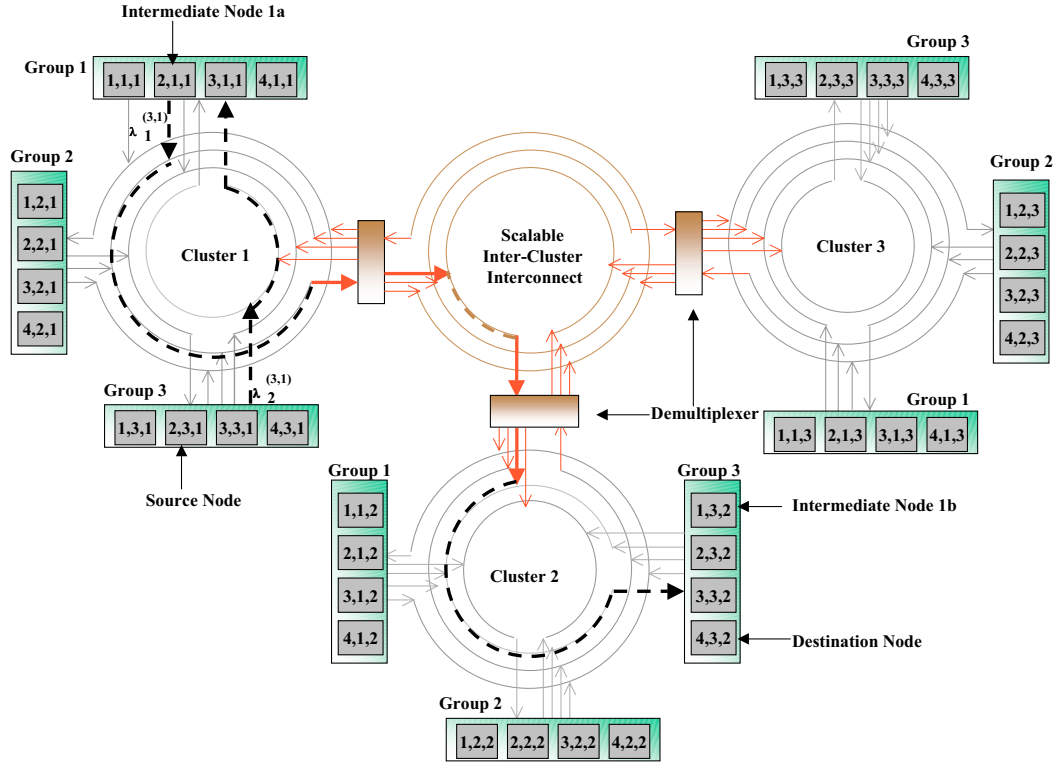 Intermediate Node 1a
Group 1
1,1,1 2,1,1 3,1,1 4,1,1
λ 1 (3,1)
Group 2
1,2,1
2,2,1
3,2,1
4,2,1
Cluster 1
Group 3
λ 2 (3,1)
1,3,1 2,3,1 3,3,1 4,3,1
Source Node
Scalable
Inter-Cluster
Interconnect
Group 3
1,3,3 2,3,3 3,3,3 4,3,3
Group 2
1,2,3
2,2,3
3,2,3
4,2,3
Cluster 3
Group 1
1,1,3 2,1,3 3,1,3 4,1,3
Demultiplexer
Group 1
1,1,2
2,1,2
3,1,2
4,1,2
Cluster 2
Group 3
1,3,2
2,3,2
3,3,2
4,3,2
Intermediate Node 1b
Destination Node
Group 2
1,2,2 2,2,2 3,2,2 4,2,2